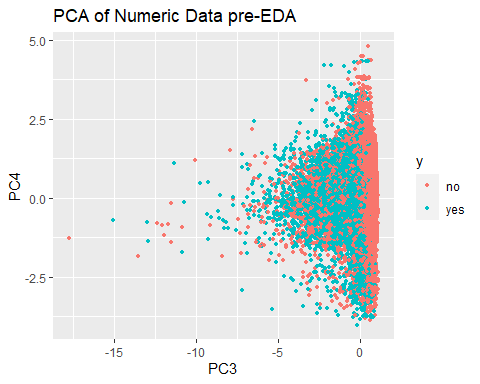 PCA of Numeric Data pre-EDA
5.0
2.5
0.0
-2.5
PC4
-15
-10
-5
0
PC3
y
no
yes